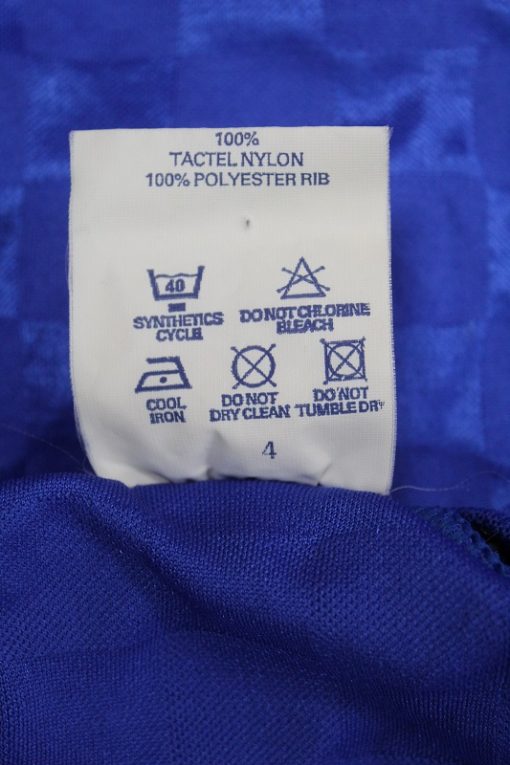 100%
TACTEL NYLON
100% POLYESTER RIB
40
SYNTHETICS
CYCLE
DO NOT CHLORINE
BLEACH
COOL
IRON
DO NOT
DRY CLEAN
DO NOT
TUMBLE DRY
4